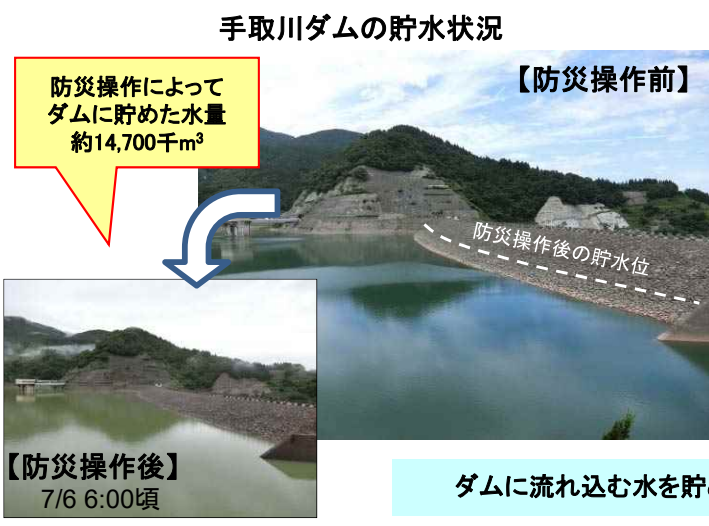 手取川ダムの貯水状況
防災操作によって
ダムに貯めた水量
約14,700千m³
【防災操作前】
防災操作後の貯水位
【防災操作後】
7/6 6:00頃
ダムに流れ込む水を貯